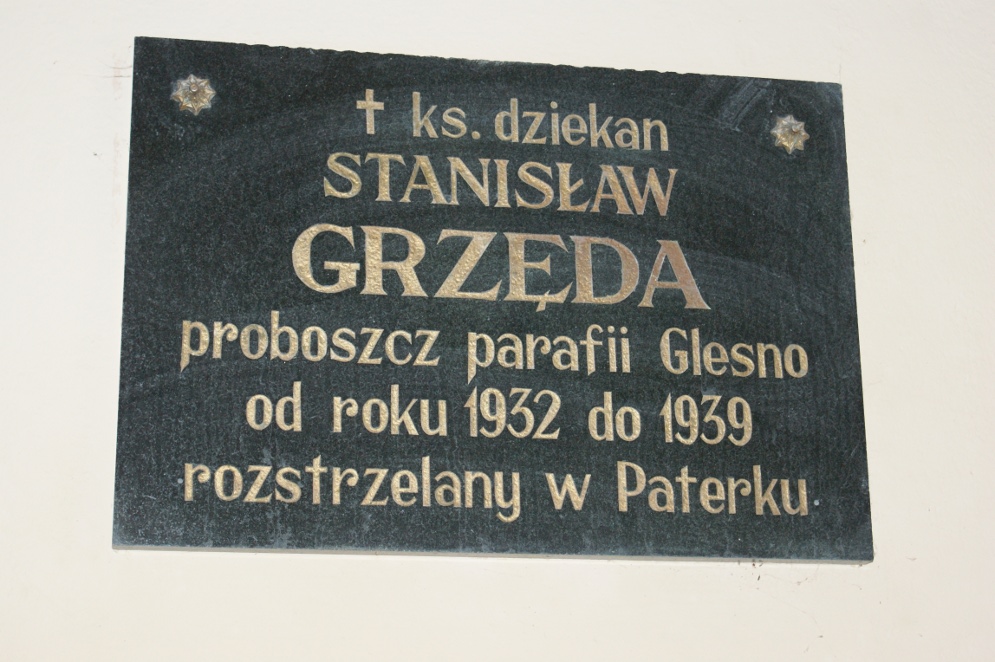 † ks. dziekan
STANISŁAW
GRZĘDA
proboszcz parafii Glesno
od roku 1932 do 1939
rozstrzelany w Paterku